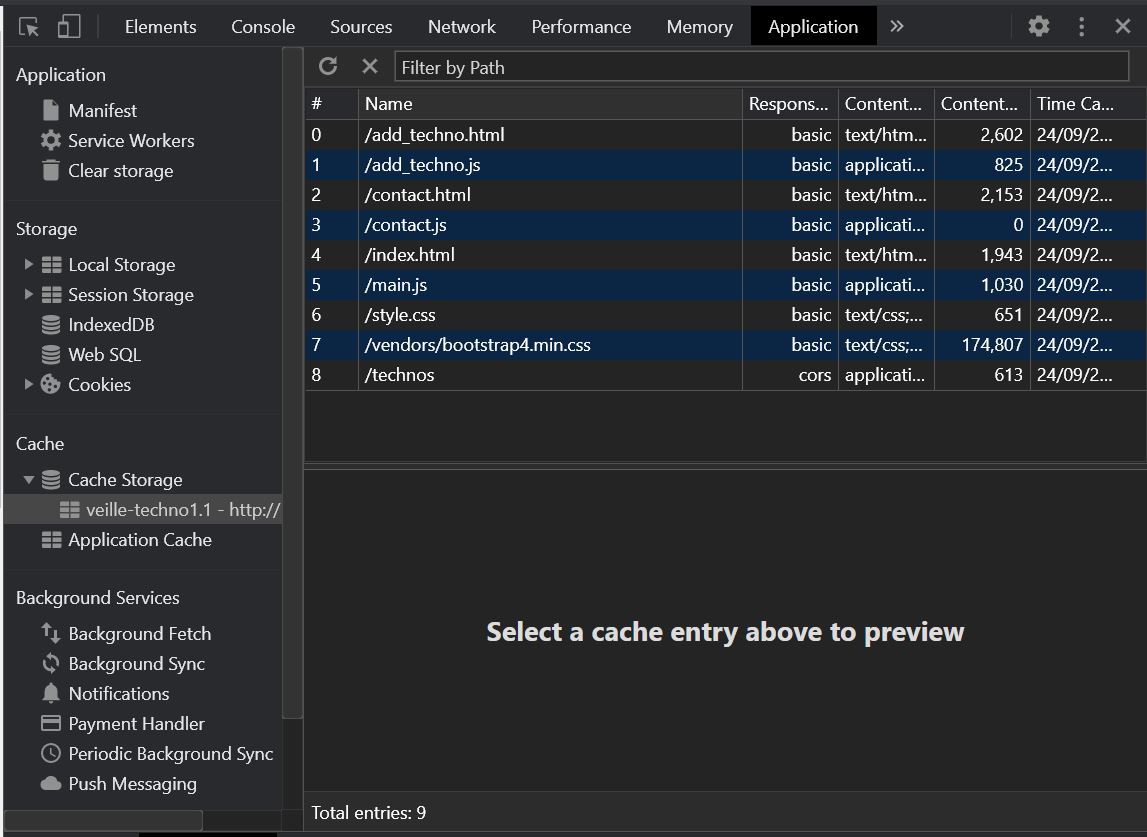 Elements Console Sources Network Performance Memory Application »
Application
Manifest
Service Workers
Clear storage
Storage
Local Storage
Session Storage
IndexedDB
Web SQL
Cookies
Cache
Cache Storage
veille-techno1.1 - http://
Application Cache
Background Services
Background Fetch
Background Sync
Notifications
Payment Handler
Periodic Background Sync
Push Messaging
Filter by Path
# Name Respons... Content... Content... Time Ca...
0 /add_techno.html basic text/htm... 2,602 24/09/2...
1 /add_techno.js basic applicati... 825 24/09/2...
2 /contact.html basic text/htm... 2,153 24/09/2...
3 /contact.js basic applicati... 0 24/09/2...
4 /index.html basic text/htm... 1,943 24/09/2...
5 /main.js basic applicati... 1,030 24/09/2...
6 /style.css basic text/css;... 651 24/09/2...
7 /vendors/bootstrap4.min.css basic text/css;... 174,807 24/09/2...
8 /technos cors applicati... 613 24/09/2...
Select a cache entry above to preview
Total entries: 9